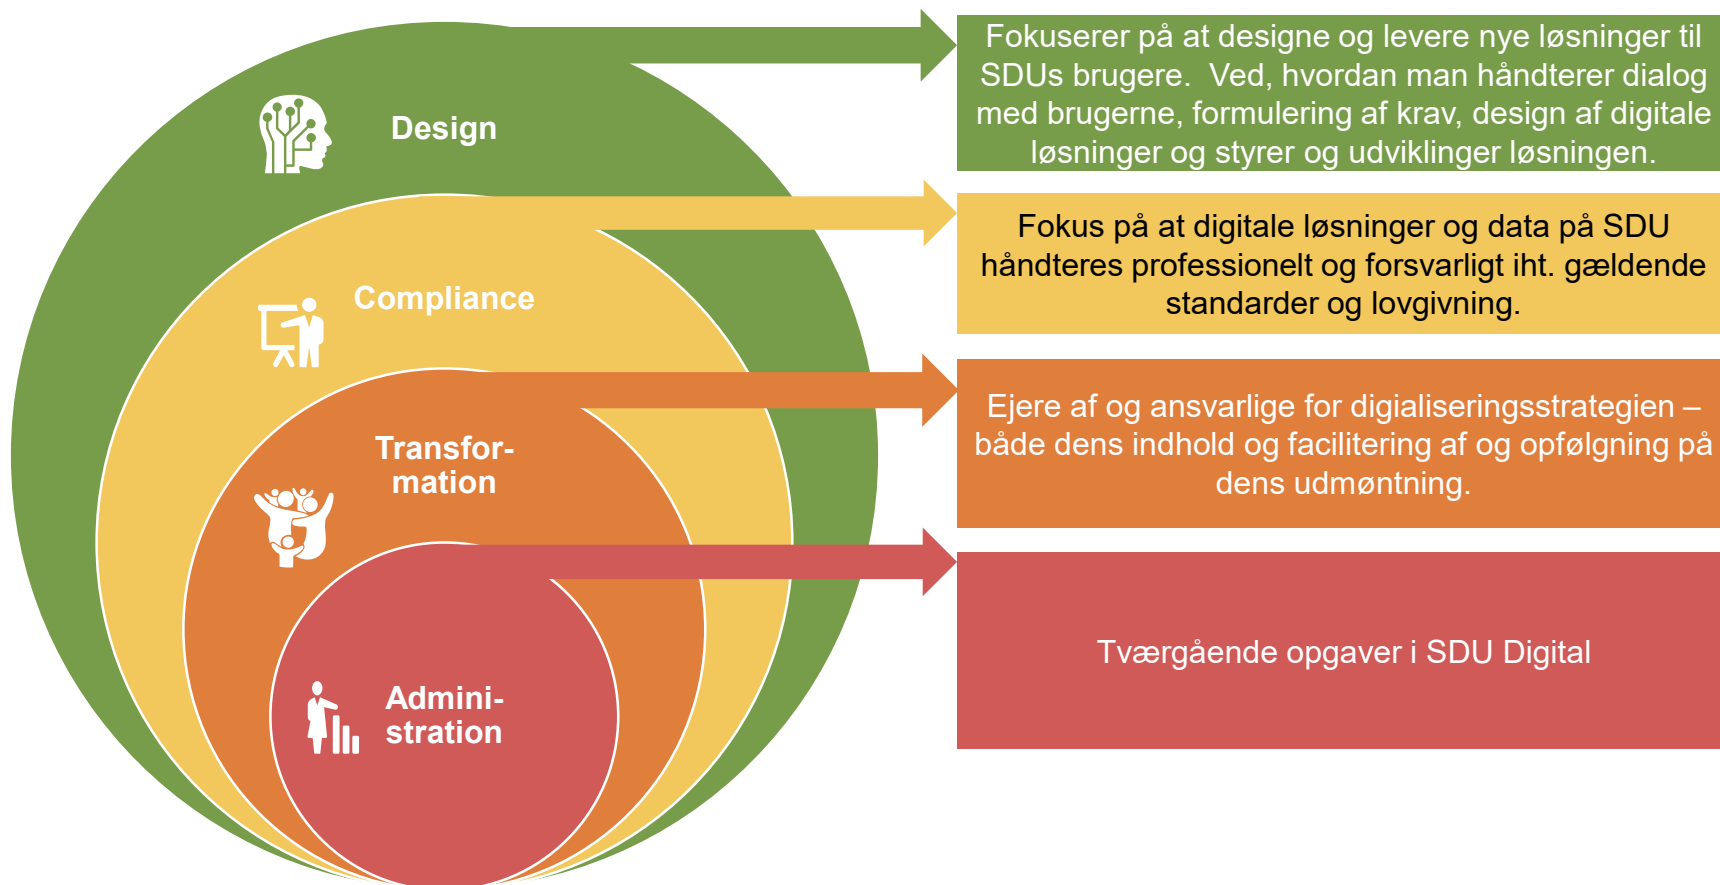 Design
Fokuserer på at designe og levere nye løsninger til
SDUs brugere.  Ved, hvordan man håndterer dialog
med brugerne, formulering af krav, design af digitale
løsninger og styrer og udviklinger løsningen.
Compliance
Fokus på at digitale løsninger og data på SDU
håndteres professionelt og forsvarligt iht. gældende
standarder og lovgivning.
Transfor-
mation
Ejere af og ansvarlige for digialiseringsstrategien –
både dens indhold og facilitering af og opfølgning på
dens udmøntning.
Admini-
stration
Tværgående opgaver i SDU Digital